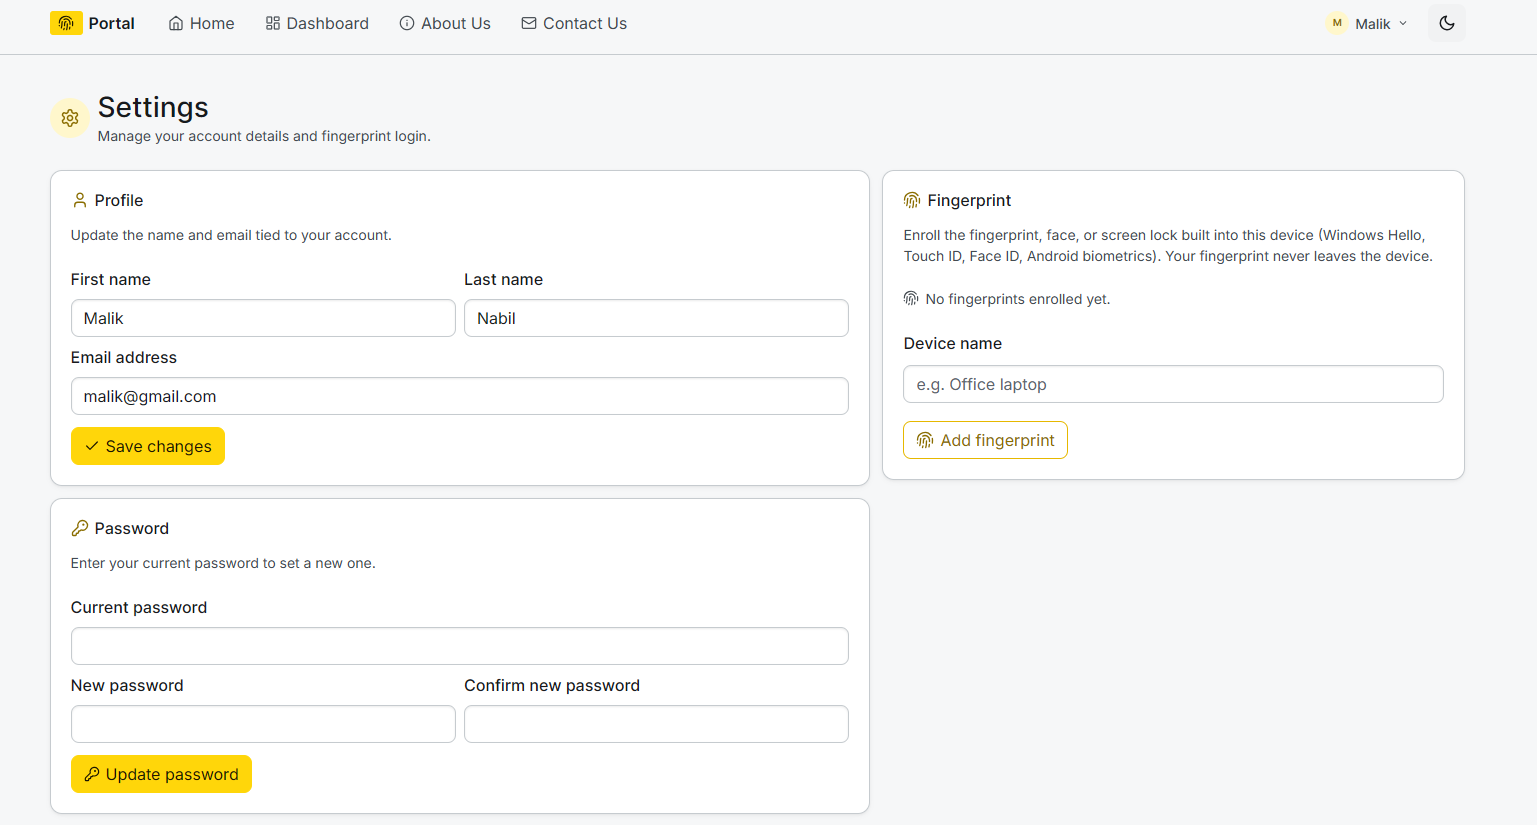 Portal
Home
Dashboard
About Us
Contact Us
M
Malik
Settings
Manage your account details and fingerprint login.
Profile
Update the name and email tied to your account.
First name
Last name
Malik
Nabil
Email address
malik@gmail.com
Save changes
Fingerprint
Enroll the fingerprint, face, or screen lock built into this device (Windows Hello,
Touch ID, Face ID, Android biometrics). Your fingerprint never leaves the device.
No fingerprints enrolled yet.
Device name
e.g. Office laptop
Add fingerprint
Password
Enter your current password to set a new one.
Current password
New password
Confirm new password
Update password